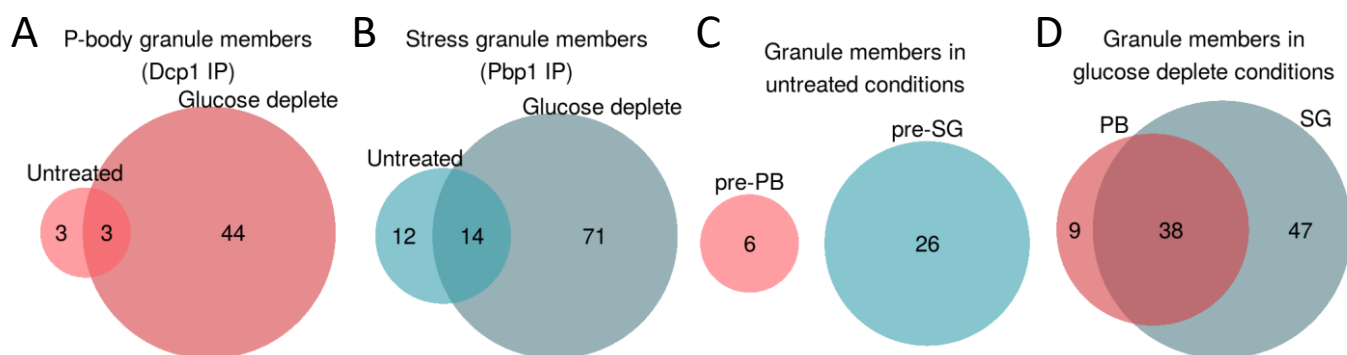 A
P-body granule members
(Dcp1 IP)
Glucose deplete
Untreated
3
3
44
B
Stress granule members
(Pbp1 IP)
Glucose deplete
Untreated
12
14
71
C
Granule members in
untreated conditions
pre-SG
pre-PB
6
26
D
Granule members in
glucose deplete conditions
PB
SG
9
38
47